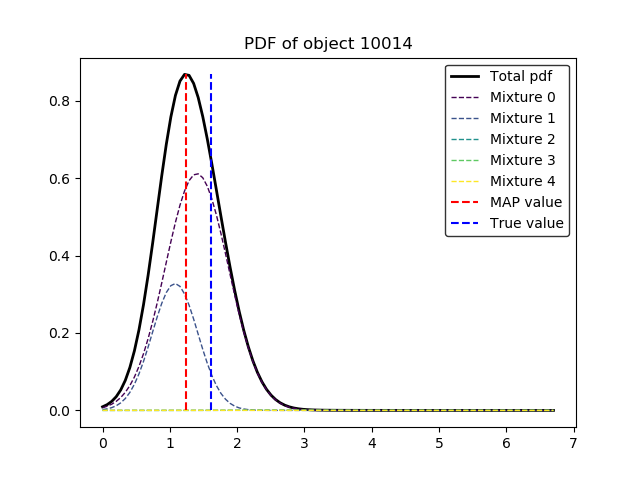 PDF of object 10014
Total pdf
Mixture 0
Mixture 1
Mixture 2
Mixture 3
Mixture 4
MAP value
True value
0.8
0.6
0.4
0.2
0.0
0 1 2 3 4 5 6 7